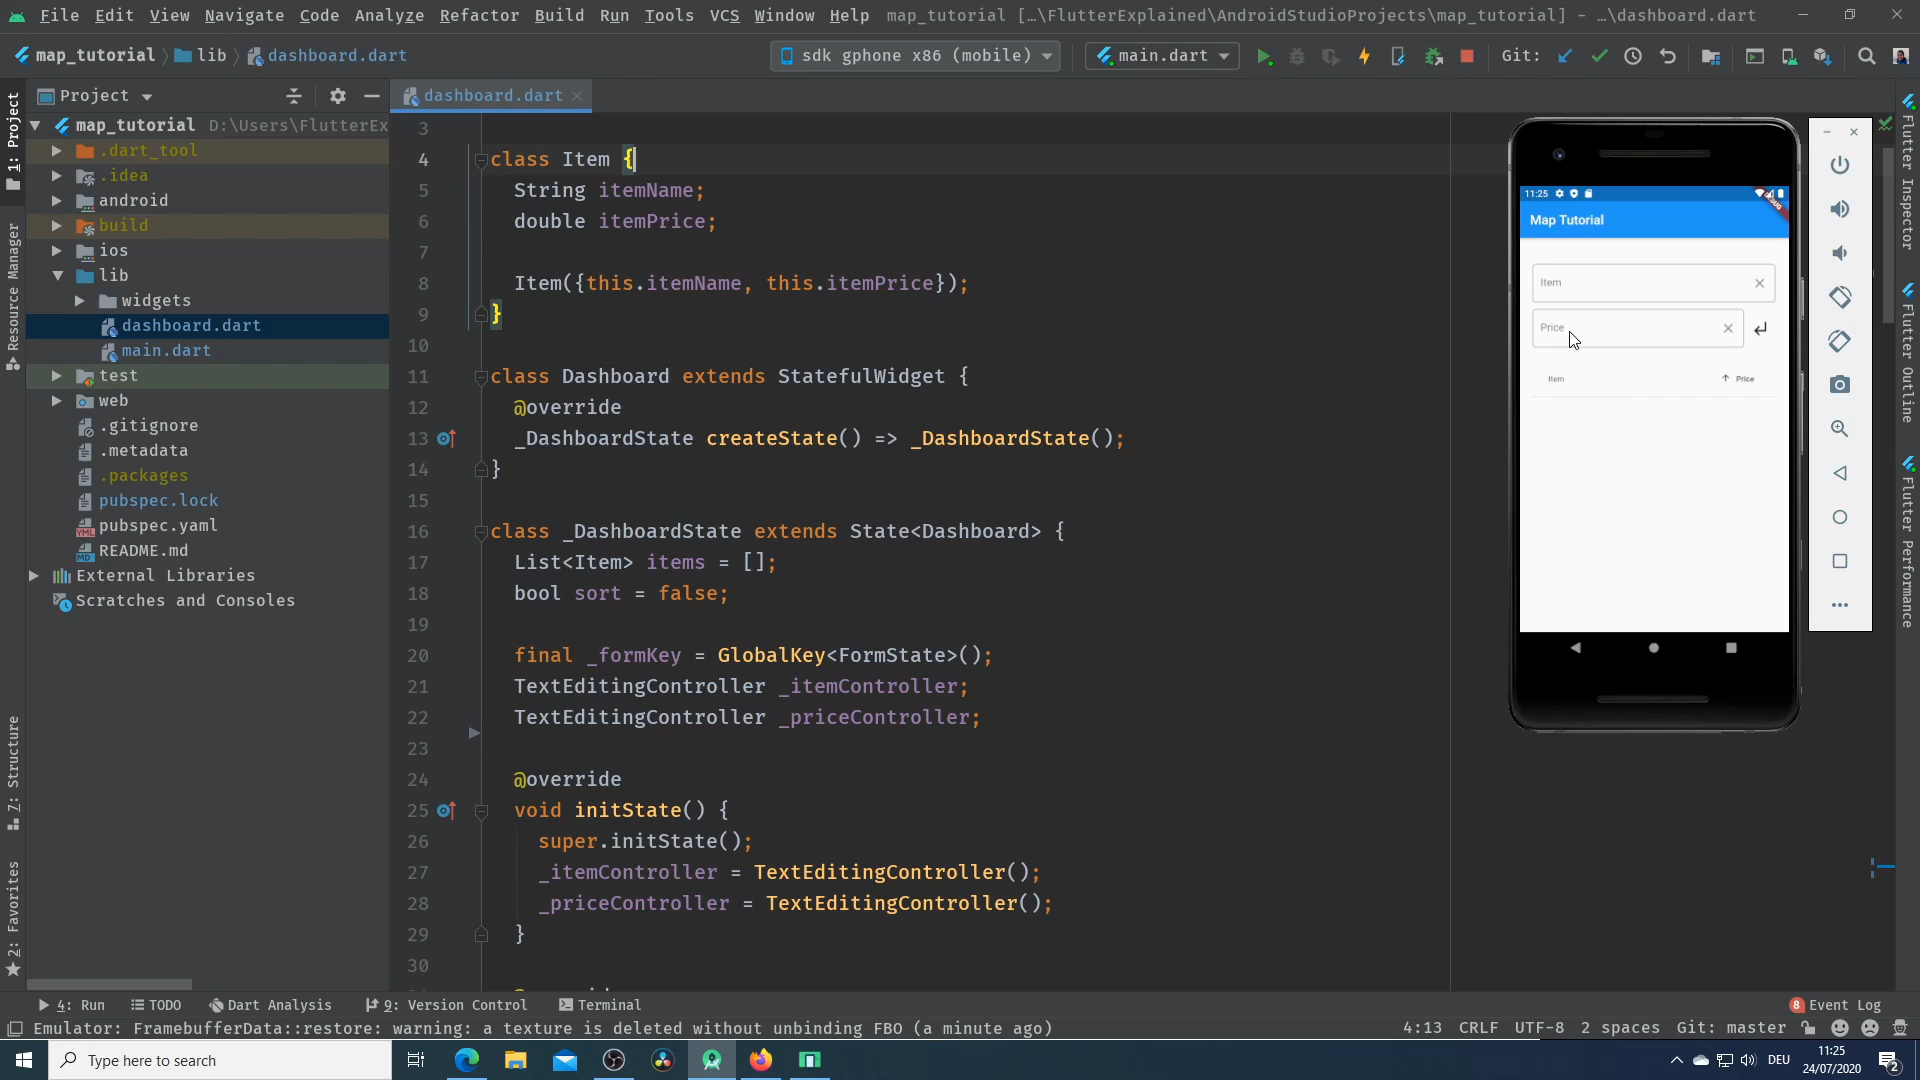 File Edit View Navigate Code Analyze Refactor Build Run Tools VCS Window Help map_tutorial [...\FlutterExplained\AndroidStudioProjects\map_tutorial] - ...\dashboard.dart
map_tutorial lib dashboard.dart sdk gphone x86 (mobile) main.dart Git:
Project dashboard.dart
map_tutorial D:\Users\FlutterEx
.dart_tool
.idea
android
build
ios
lib
widgets
dashboard.dart
main.dart
test
web
.gitignore
.metadata
.packages
pubspec.lock
pubspec.yaml
README.md
External Libraries
Scratches and Consoles
1: Project
Resource Manager
7: Structure
2: Favorites
3
4 class Item {
5 String itemName;
6 double itemPrice;
7
8 Item({this.itemName, this.itemPrice});
9 }
10
11 class Dashboard extends StatefulWidget {
12 @override
13 _DashboardState createState() => _DashboardState();
14 }
15
16 class _DashboardState extends State<Dashboard> {
17 List<Item> items = [];
18 bool sort = false;
19
20 final _formKey = GlobalKey<FormState>();
21 TextEditingController _itemController;
22 TextEditingController _priceController;
23
24 @override
25 void initState() {
26 super.initState();
27 _itemController = TextEditingController();
28 _priceController = TextEditingController();
29 }
30
11:25
DEBUG
Map Tutorial
Item
Price
Item Price
Flutter Inspector
Flutter Outline
Flutter Performance
4: Run TODO Dart Analysis 9: Version Control Terminal 8 Event Log
Emulator: FramebufferData::restore: warning: a texture is deleted without unbinding FBO (a minute ago) 4:13 CRLF UTF-8 2 spaces Git: master
Type here to search DEU 11:25
24/07/2020 2